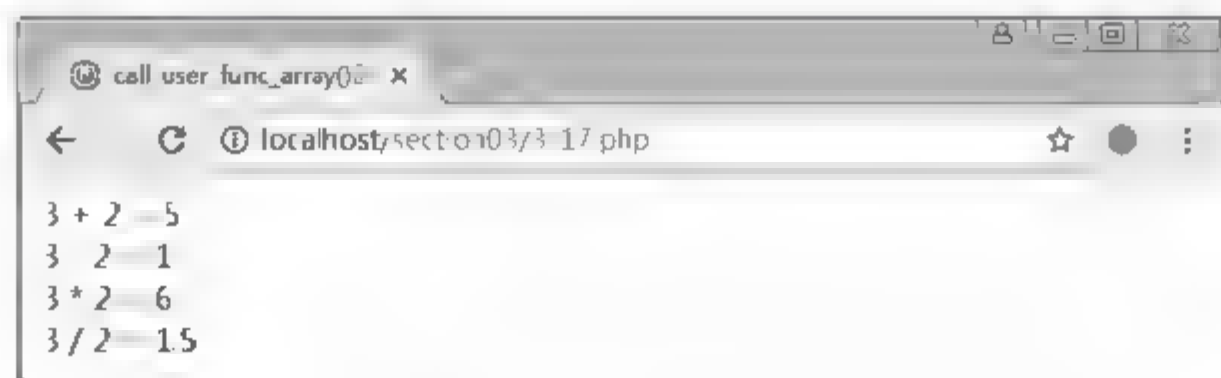 call user func_array()
localhost/section03/3 17 php
3 + 2 = 5
3 2 = 1
3 * 2 = 6
3 / 2 = 1.5